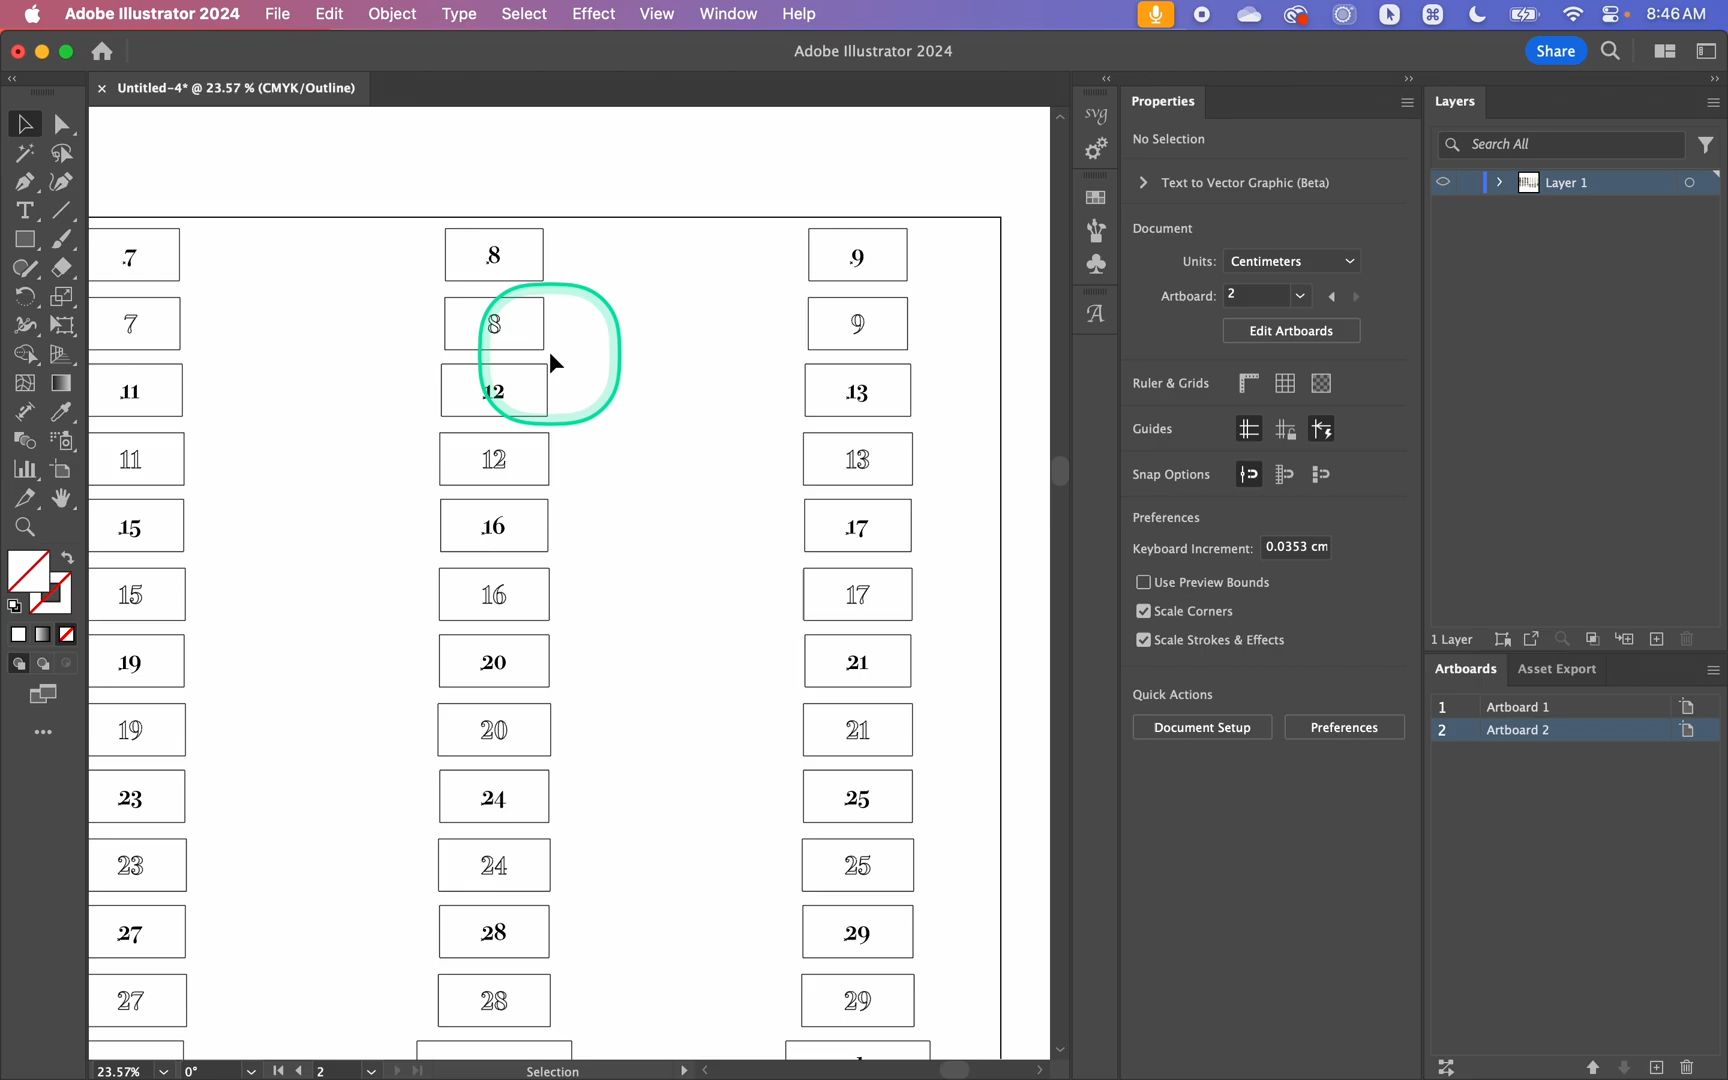 Adobe Illustrator 2024 File Edit Object Type Select Effect View Window Help 8:46 AM
Adobe Illustrator 2024 Share
× Untitled-4* @ 23.57 % (CMYK/Outline)
Properties
No Selection
Text to Vector Graphic (Beta)
Document
Units: Centimeters
Artboard: 2
Edit Artboards
Ruler & Grids
Guides
Snap Options
Preferences
Keyboard Increment: 0.0353 cm
Use Preview Bounds
Scale Corners
Scale Strokes & Effects
Quick Actions
Document Setup Preferences
Layers
Search All
Layer 1
1 Layer
Artboards Asset Export
1 Artboard 1
2 Artboard 2
svg
A
T
7 8 9
7 8 9
11 12 13
11 12 13
15 16 17
15 16 17
19 20 21
19 20 21
23 24 25
23 24 25
27 28 29
27 28 29
23.57% 0° 2 Selection